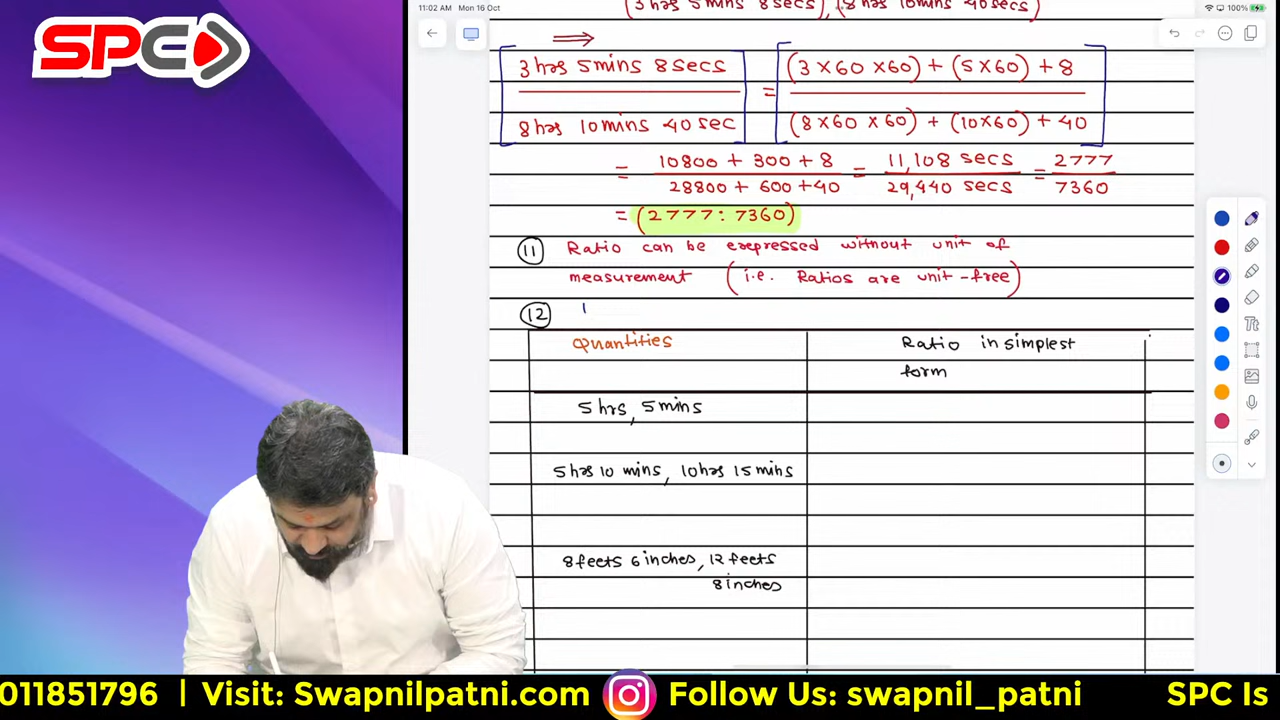 11:02 AM Mon 16 Oct
100%
SPC
(3 hrs 5 mins 8 secs), (8 hrs 10 mins 40 secs)
3 hrs 5 mins 8 secs = (3 × 60 × 60) + (5 × 60) + 8
8 hrs 10 mins 40 sec (8 × 60 × 60) + (10 × 60) + 40
= 10800 + 300 + 8 = 11,108 secs = 2777
28800 + 600 + 40 29,440 secs 7360
= (2777 : 7360)
11 Ratio can be expressed without unit of
measurement (i.e. Ratios are unit-free)
12
Quantities Ratio in simplest
form
5 hrs, 5 mins
5 hrs 10 mins, 10 hrs 15 mins
8 feets 6 inches, 12 feets
8 inches
Tt
011851796 | Visit: Swapnilpatni.com Follow Us: swapnil_patni SPC Is